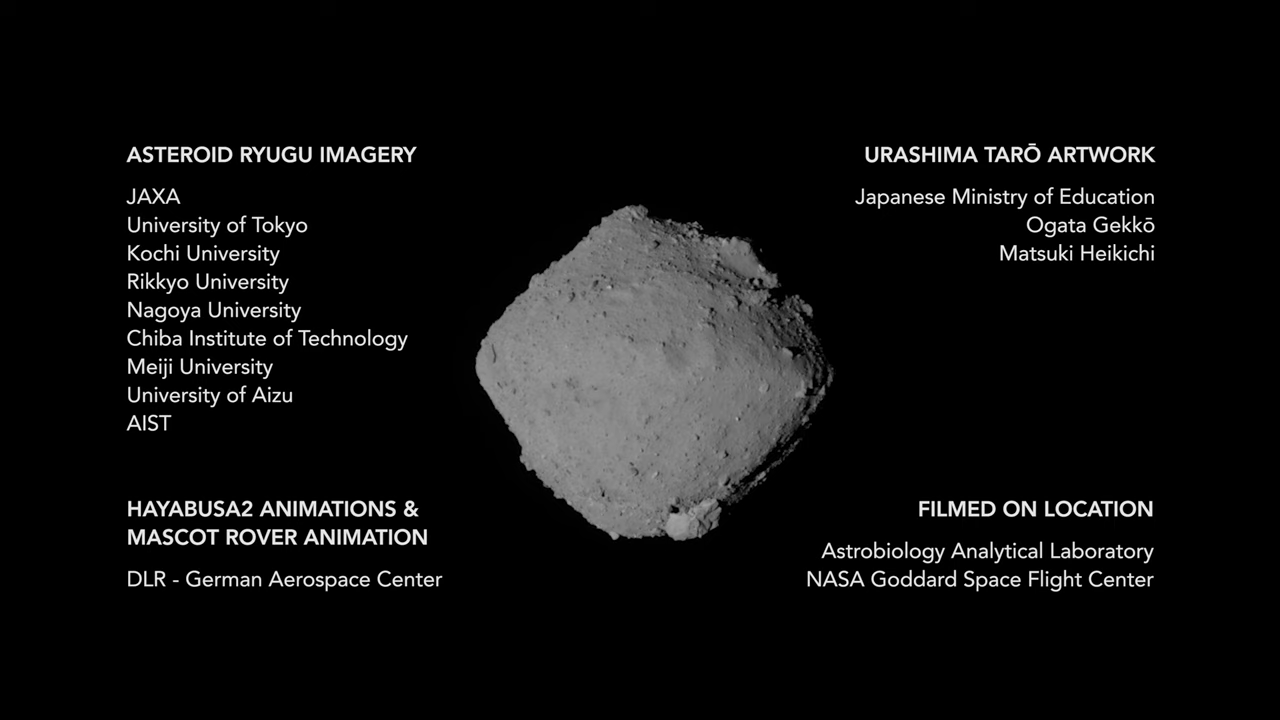 ASTEROID RYUGU IMAGERY
JAXA
University of Tokyo
Kochi University
Rikkyo University
Nagoya University
Chiba Institute of Technology
Meiji University
University of Aizu
AIST
URASHIMA TARŌ ARTWORK
Japanese Ministry of Education
Ogata Gekkō
Matsuki Heikichi
HAYABUSA2 ANIMATIONS &
MASCOT ROVER ANIMATION
DLR - German Aerospace Center
FILMED ON LOCATION
Astrobiology Analytical Laboratory
NASA Goddard Space Flight Center